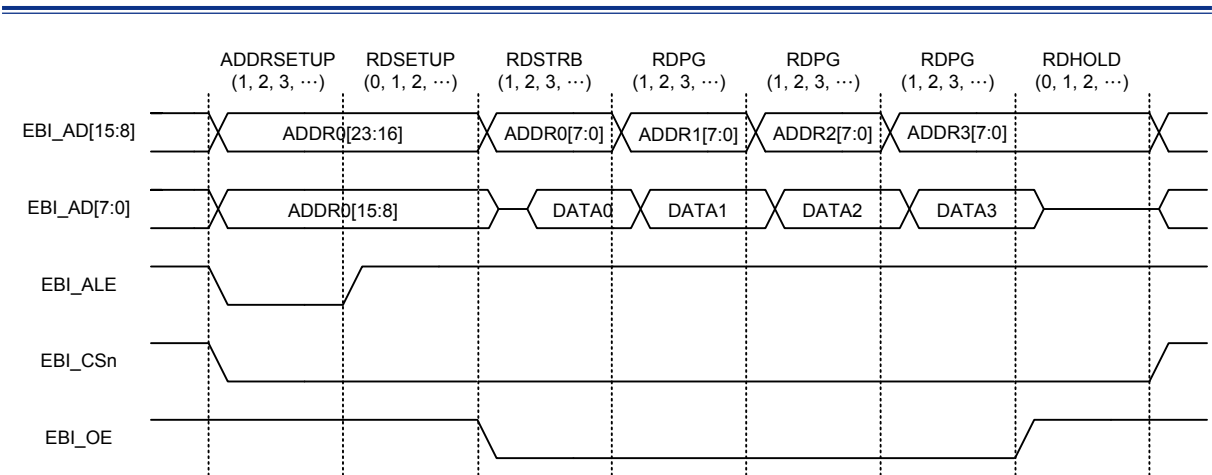 ADDRSETUP RDSETUP RDSTRB RDPG RDPG RDPG RDHOLD
(1, 2, 3, ⋯) (0, 1, 2, ⋯) (1, 2, 3, ⋯) (1, 2, 3, ⋯) (1, 2, 3, ⋯) (1, 2, 3, ⋯) (0, 1, 2, ⋯)
EBI_AD[15:8] ADDR0[23:16] ADDR0[7:0] ADDR1[7:0] ADDR2[7:0] ADDR3[7:0]
EBI_AD[7:0] ADDR0[15:8] DATA0 DATA1 DATA2 DATA3
EBI_ALE
EBI_CSn
EBI_OE